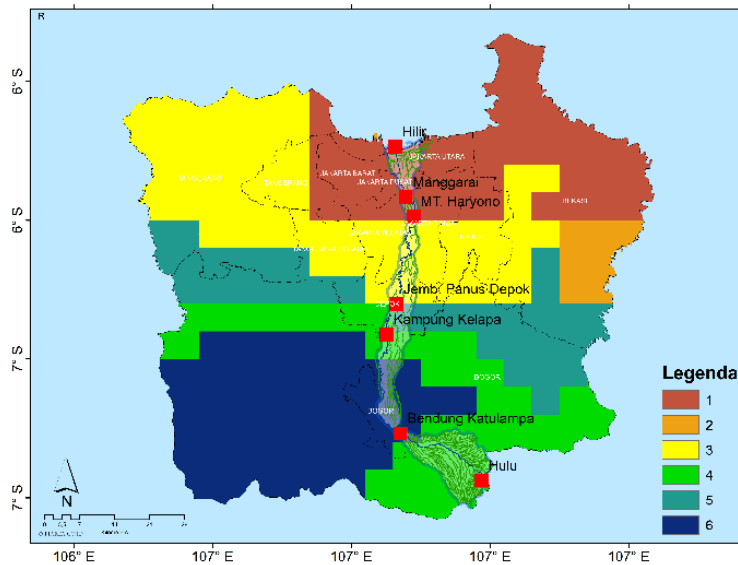 R
6° S
Hilir
JAKARTA UTARA
JAKARTA BARAT
JAKARTA PUSAT
Manggarai
TANGERANG
TANGERANG
MT. Haryono
BEKASI
6° S
Jemb. Panus Depok
DEPOK
Kampung Kelapa
7° S
BOGOR
Legenda
1
BOGOR
2
Bendung Katulampa
3
4
Hulu
5
7° S
N
6
106° E
107° E
107° E
107° E
107° E